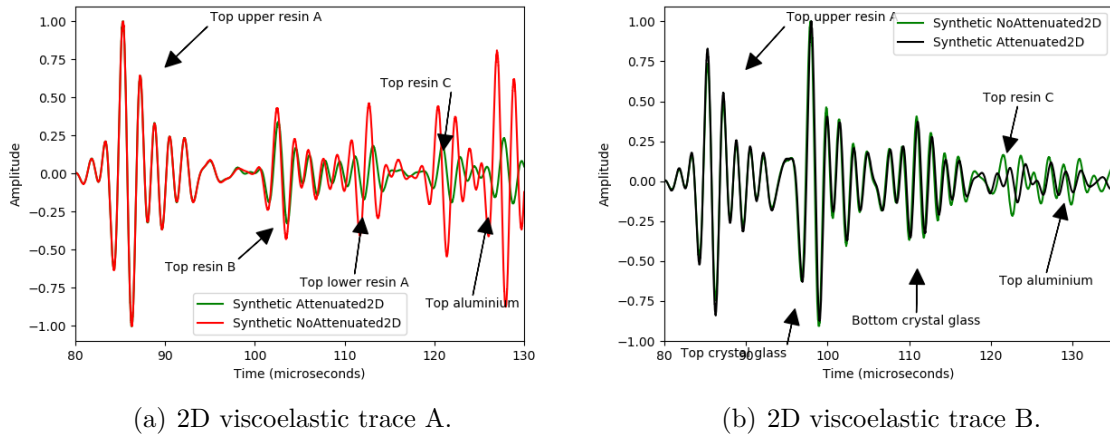 1.00
0.75
0.50
0.25
0.00
−0.25
−0.50
−0.75
−1.00
Amplitude
80
90
100
110
120
130
Time (microseconds)
Top upper resin A
Top resin C
Top resin B
Top lower resin A
Top aluminium
Synthetic Attenuated2D
Synthetic NoAttenuated2D
(a) 2D viscoelastic trace A.
1.00
0.75
0.50
0.25
0.00
−0.25
−0.50
−0.75
−1.00
Amplitude
80
90
100
110
120
130
Time (microseconds)
Top upper resin A
Synthetic NoAttenuated2D
Synthetic Attenuated2D
Top resin C
Top aluminium
Bottom crystal glass
Top crystal glass
(b) 2D viscoelastic trace B.